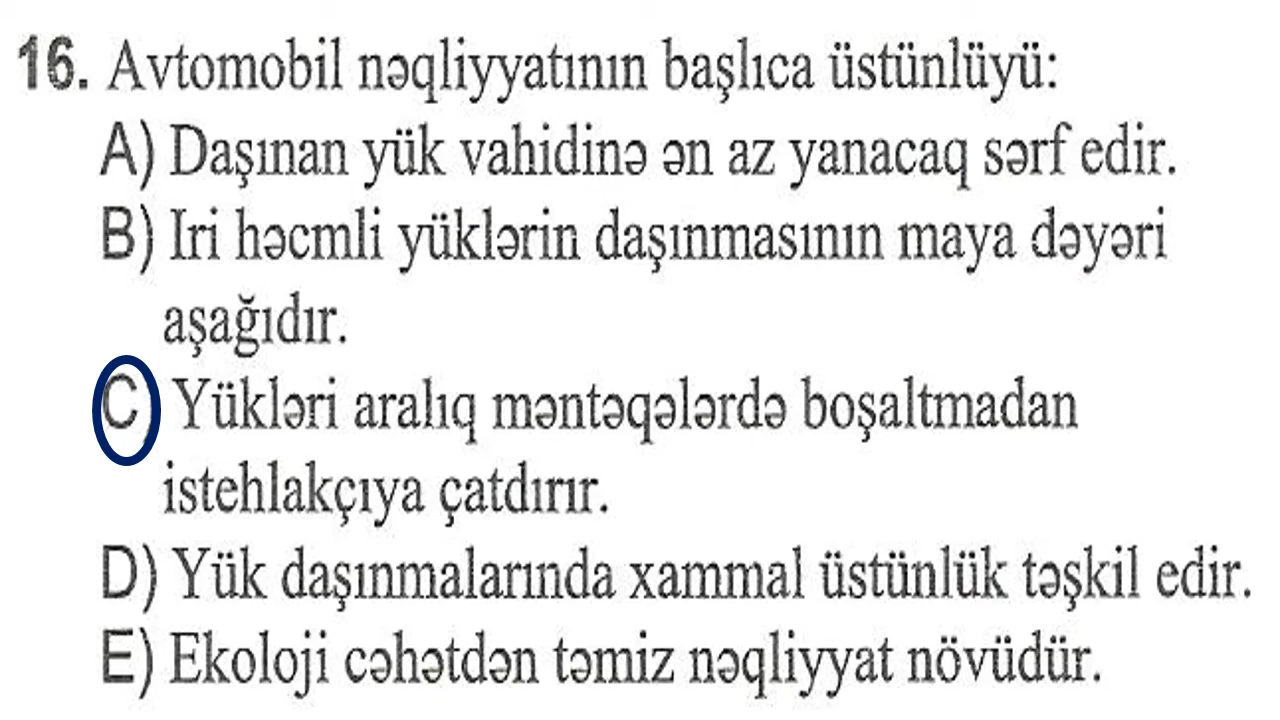 16. Avtomobil nəqliyyatının başlıca üstünlüyü:
A) Daşınan yük vahidinə ən az yanacaq sərf edir.
B) Iri həcmli yüklərin daşınmasının maya dəyəri
aşağıdır.
C) Yükləri aralıq məntəqələrdə boşaltmadan
istehlakçıya çatdırır.
D) Yük daşınmalarında xammal üstünlük təşkil edir.
E) Ekoloji cəhətdən təmiz nəqliyyat növüdür.